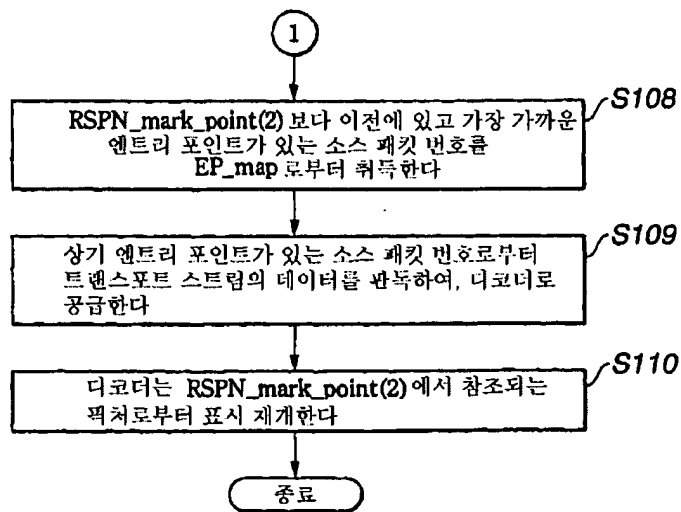 1
S108
RSPN_mark_point(2) 보다 이전에 있고 가장 가까운
엔트리 포인트가 있는 소스 패킷 번호를
EP_map 로부터 취득한다
S109
상기 엔트리 포인트가 있는 소스 패킷 번호로부터
트랜스포트 스트림의 데이터를 판독하여, 디코더로
공급한다
S110
디코더는 RSPN_mark_point(2) 에서 참조되는
픽처로부터 표시 재개한다
종료